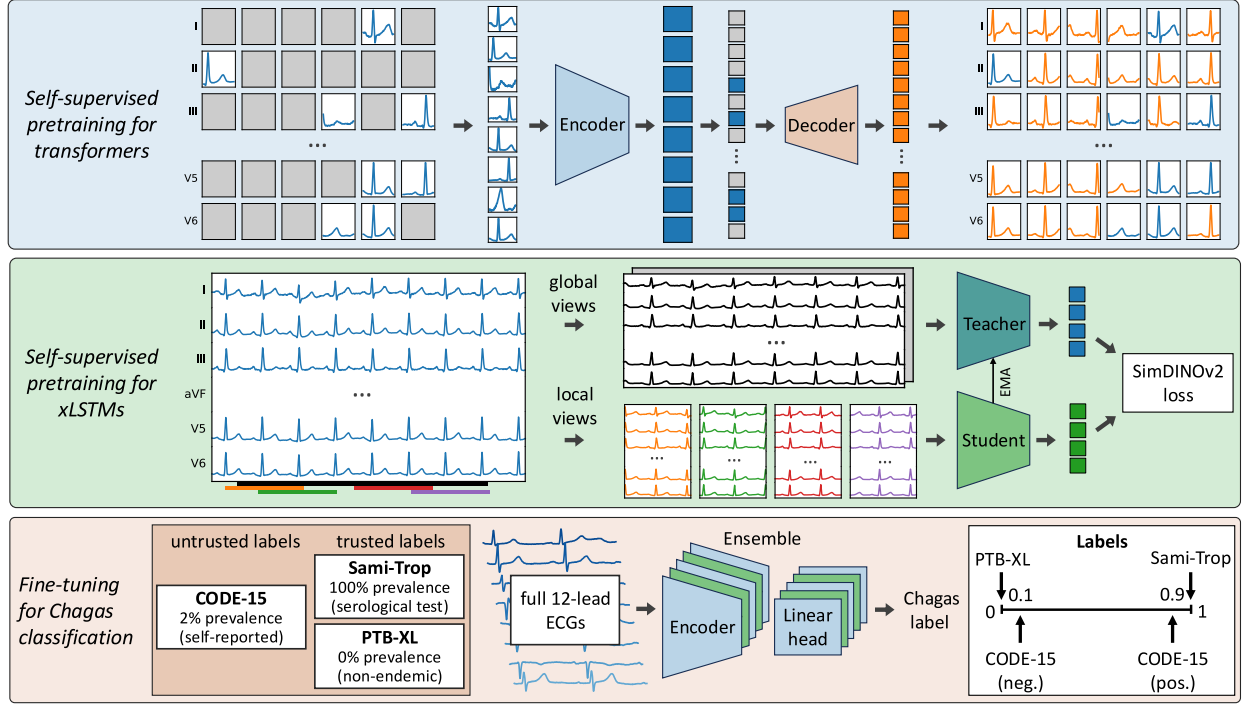 Self-supervised
pretraining for
transformers
I
II
III
...
V5
V6
Encoder
Decoder
I
II
III
...
V5
V6
Self-supervised
pretraining for
xLSTMs
I
II
III
aVF
...
V5
V6
global
views
local
views
...
...
...
...
...
Teacher
EMA
Student
SimDINOv2
loss
Fine-tuning
for Chagas
classification
untrusted labels
CODE-15
2% prevalence
(self-reported)
trusted labels
Sami-Trop
100% prevalence
(serological test)
PTB-XL
0% prevalence
(non-endemic)
full 12-lead
ECGs
Ensemble
Encoder
Linear
head
Chagas
label
Labels
PTB-XL
Sami-Trop
0 0.1 0.9 1
CODE-15
(neg.)
CODE-15
(pos.)